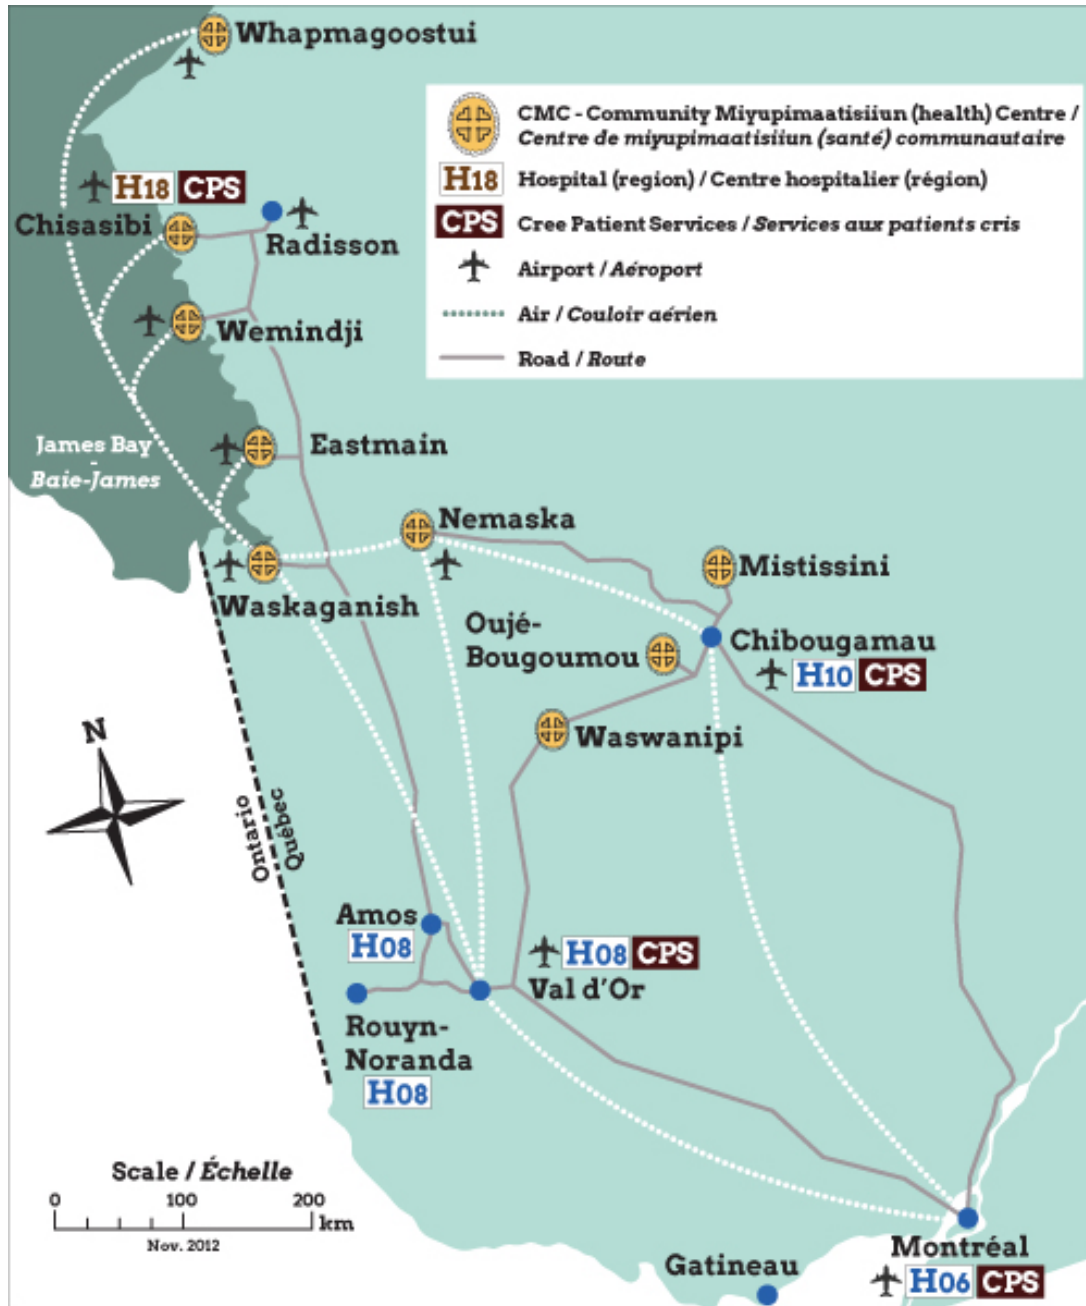 Whapmagoostui
CMC - Community Miyupimaatisiiun (health) Centre /
Centre de miyupimaatisiiun (santé) communautaire
H18 Hospital (region) / Centre hospitalier (région)
CPS Cree Patient Services / Services aux patients cris
Airport / Aéroport
Air / Couloir aérien
Road / Route
H18 CPS
Chisasibi
Radisson
Wemindji
James Bay
-
Baie-James
Eastmain
Nemaska
Waskaganish
Mistissini
Oujé-
Bougoumou
Chibougamau
H10 CPS
Waswanipi
N
Ontario
Québec
Amos
H08
H08 CPS
Val d'Or
Rouyn-
Noranda
H08
Scale / Échelle
0 100 200
km
Nov. 2012
Gatineau
Montréal
H06 CPS